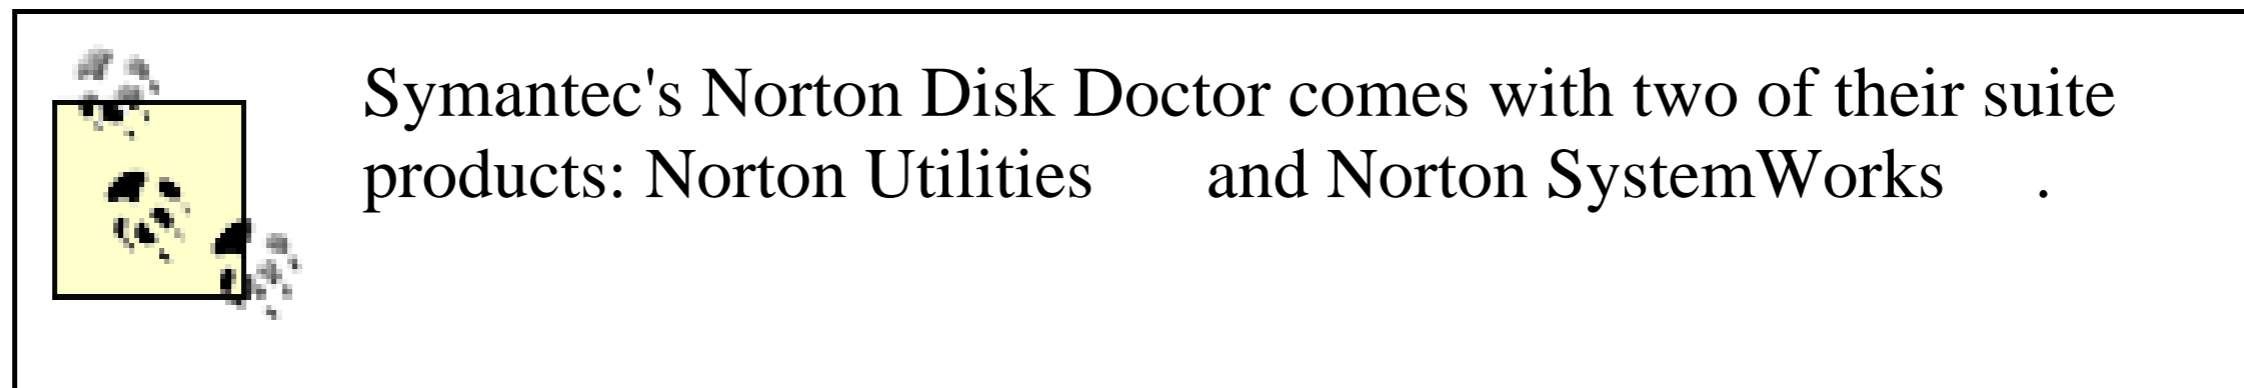 Symantec's Norton Disk Doctor comes with two of their suite
products: Norton Utilities and Norton SystemWorks .